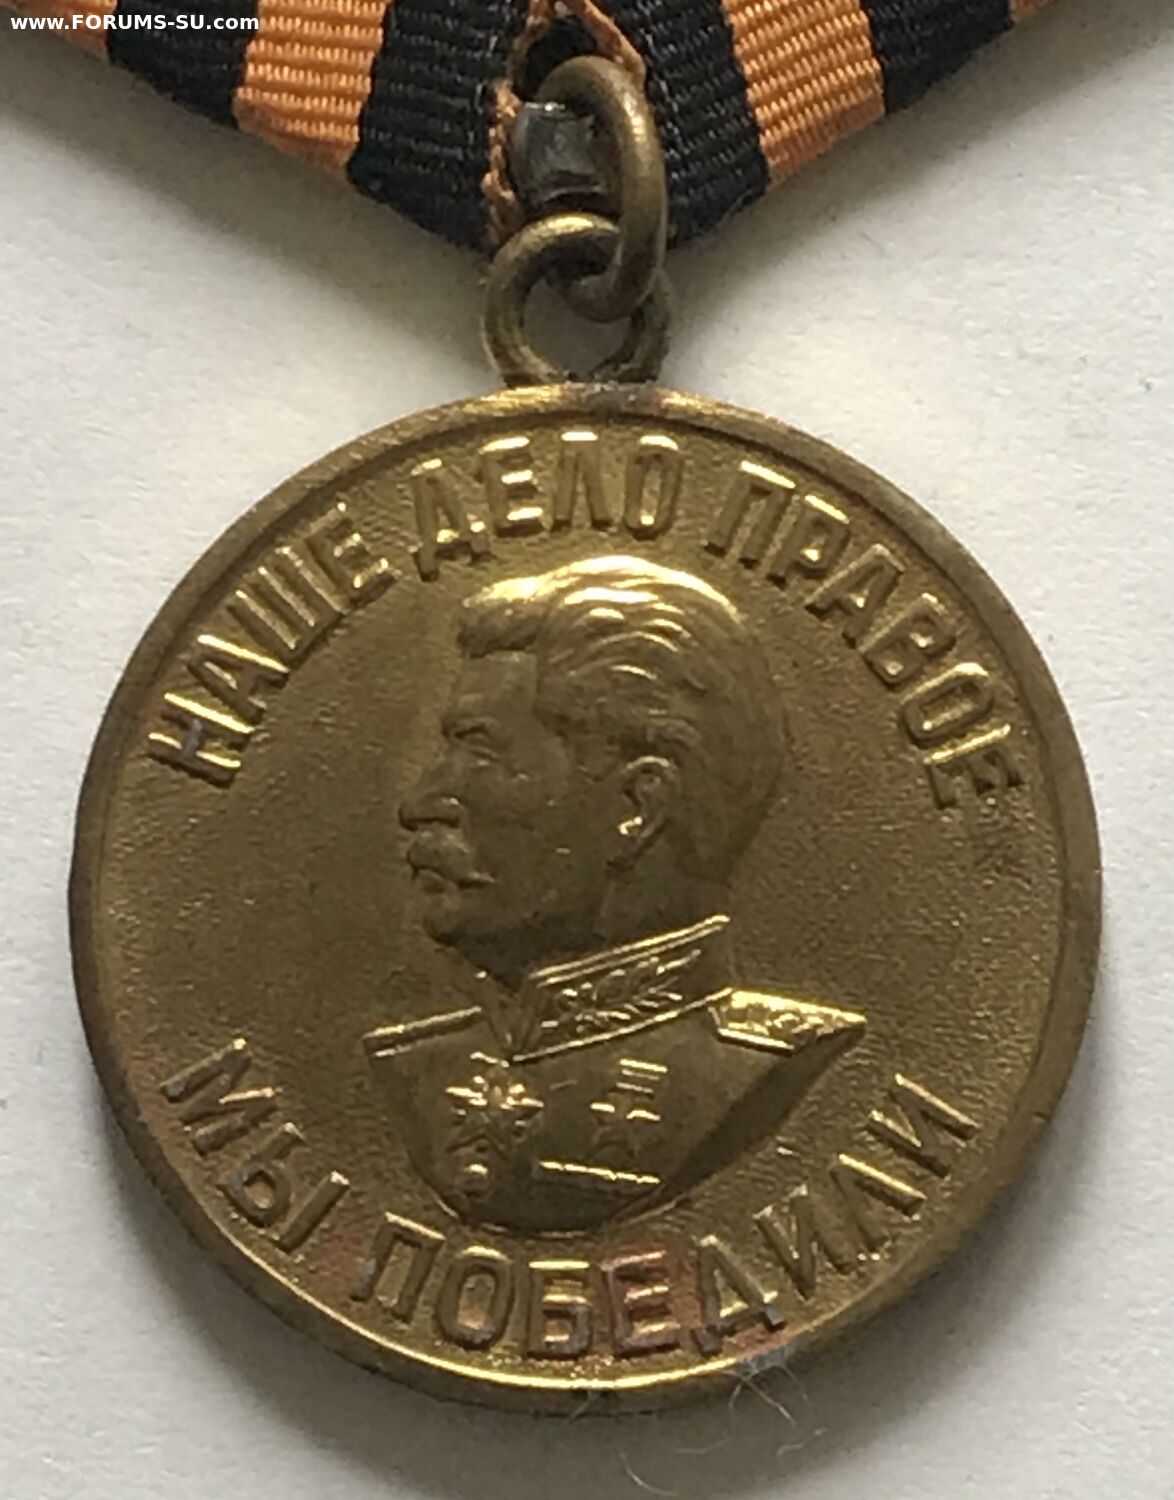 www.FORUMS-SU.com
НАШЕ ДЕЛО ПРАВОЕ
МЫ ПОБЕДИЛИ